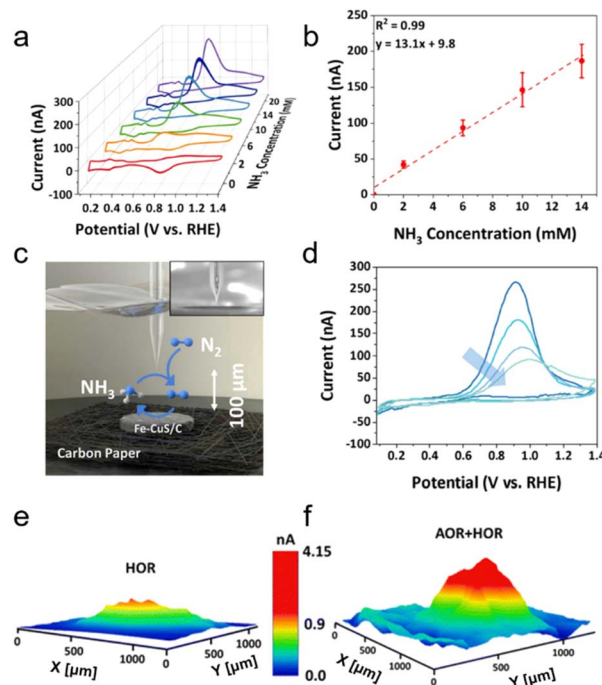 a
300
200
100
0
-100
Current (nA)
0.2 0.4 0.6 0.8 1.0 1.2 1.4
Potential (V vs. RHE)
0
2
6
10
14
20
NH₃ Concentration (mM)
b
R² = 0.99
y = 13.1x + 9.8
250
200
150
100
50
0
Current (nA)
0 2 4 6 8 10 12 14
NH₃ Concentration (mM)
c
N₂
NH₃
100 µm
Fe-CuS/C
Carbon Paper
d
300
250
200
150
100
50
0
-50
Current (nA)
0.2 0.4 0.6 0.8 1.0 1.2 1.4
Potential (V vs. RHE)
e
HOR
0
500
1000
X [µm]
0
500
1000
Y [µm]
nA
4.15
0.9
0.0
f
AOR+HOR
0
500
1000
X [µm]
0
500
1000
Y [µm]